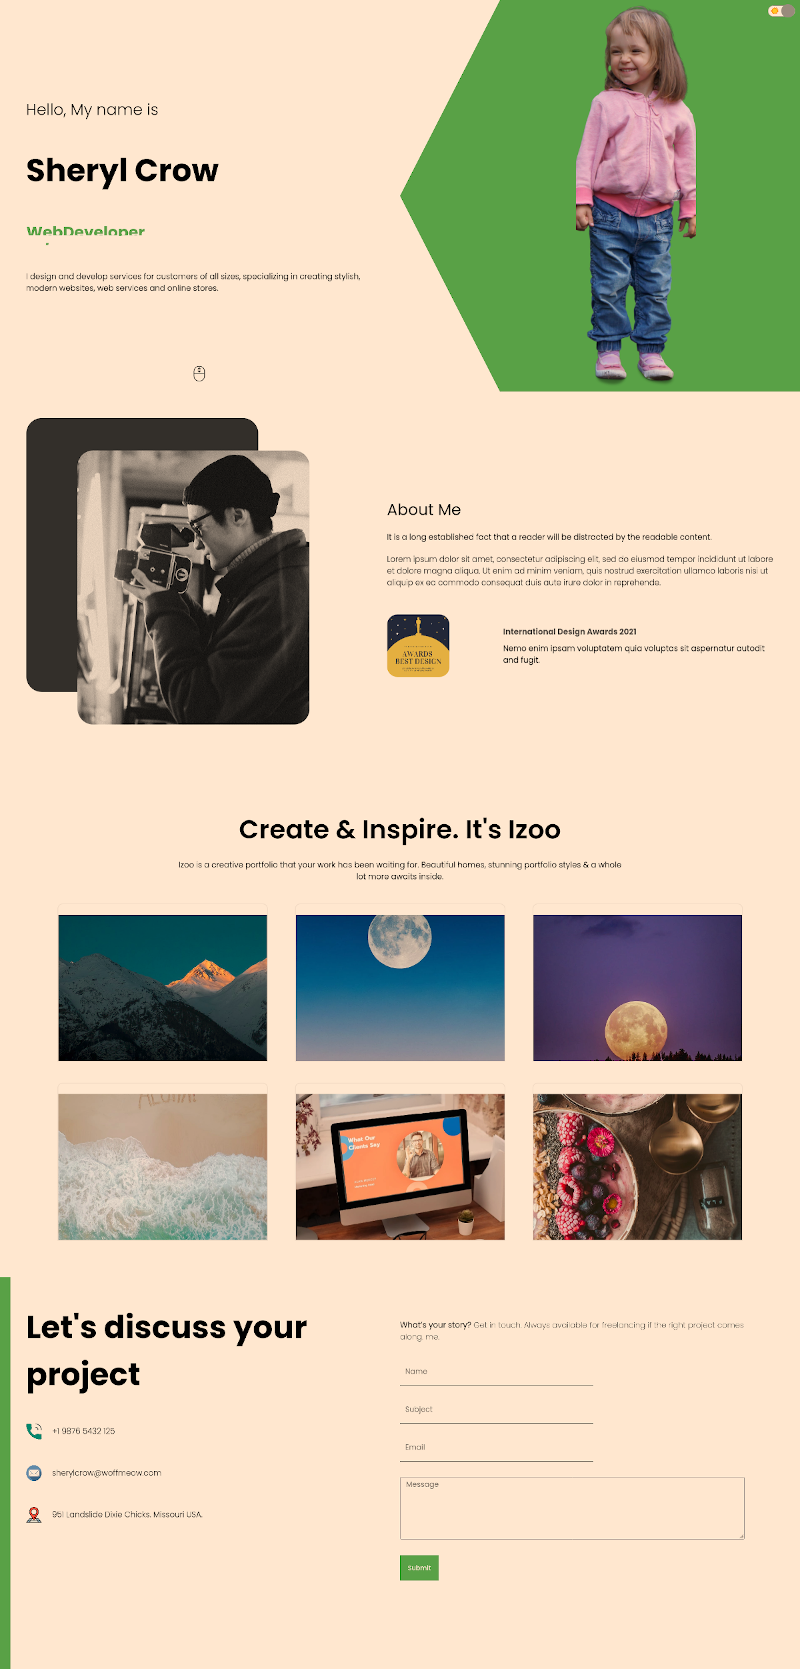 Hello, My name is
Sheryl Crow
WebDeveloper
I design and develop services for customers of all sizes, specializing in creating stylish,
modern websites, web services and online stores.
About Me
It is a long established fact that a reader will be distracted by the readable content.
Lorem ipsum dolor sit amet, consectetur adipiscing elit, sed do eiusmod tempor incididunt ut labore
et dolore magna aliqua. Ut enim ad minim veniam, quis nostrud exercitation ullamco laboris nisi ut
aliquip ex ea commodo consequat duis aute irure dolor in reprehende.
AWARDS
BEST DESIGN
International Design Awards 2021
Nemo enim ipsam voluptatem quia voluptas sit aspernatur autodit
and fugit.
Create & Inspire. It's Izoo
Izoo is a creative portfolio that your work has been waiting for. Beautiful homes, stunning portfolio styles & a whole
lot more awaits inside.
ALOHA!
What Our
Clients Say
Let's discuss your
project
+1 9876 5432 125
sherylcrow@woffmeow.com
951 Landslide Dixie Chicks. Missouri USA.
What's your story? Get in touch. Always available for freelancing if the right project comes
along, me.
Name
Subject
Email
Message
Submit